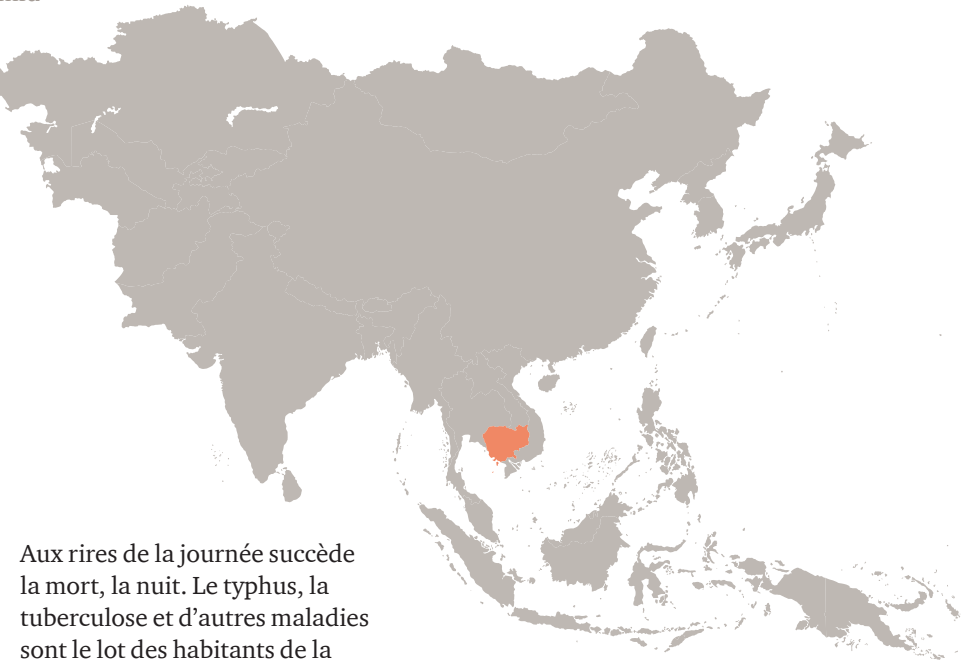 Aux rires de la journée succède
la mort, la nuit. Le typhus, la
tuberculose et d’autres maladies
sont le lot des habitants de la